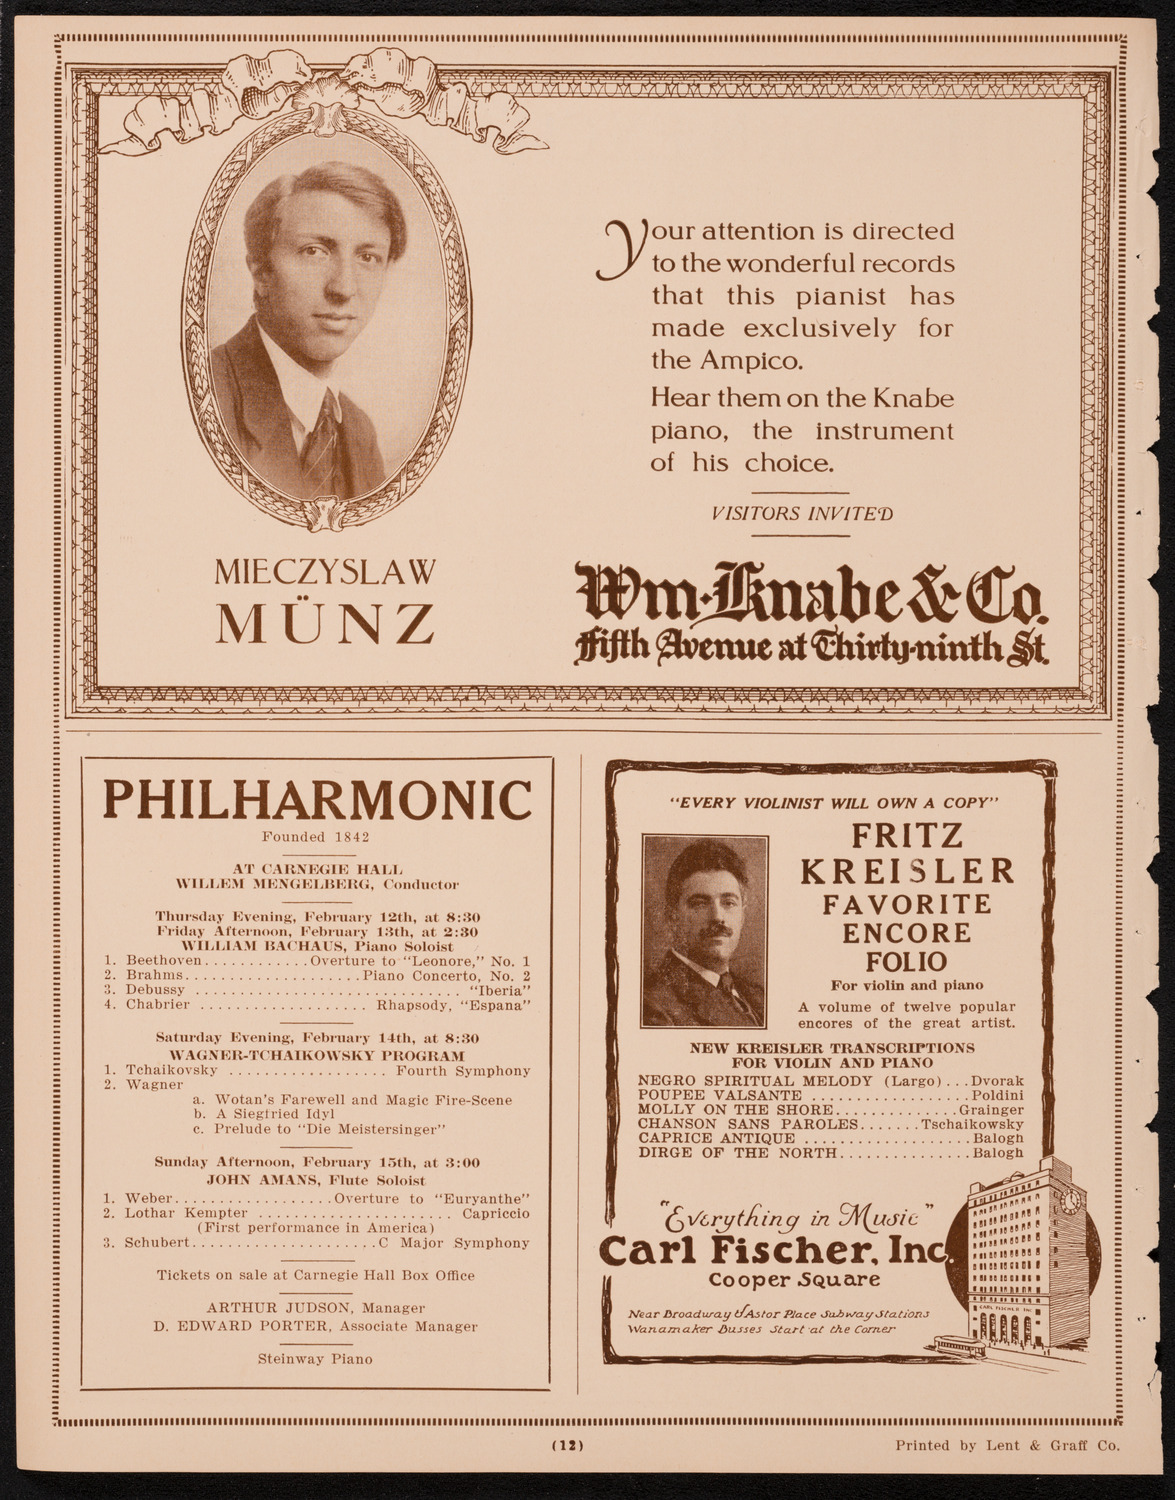 Your attention is directed
to the wonderful records
that this pianist has
made exclusively for
the Ampico.
Hear them on the Knabe
piano, the instrument
of his choice.
VISITORS INVITED
MIECZYSLAW
MÜNZ
Wm. Knabe & Co.
Fifth Avenue at Thirty-ninth St.
PHILHARMONIC
Founded 1842
AT CARNEGIE HALL
WILLEM MENGELBERG, Conductor
Thursday Evening, February 12th, at 8:30
Friday Afternoon, February 13th, at 2:30
WILLIAM BACHAUS, Piano Soloist
1. Beethoven............Overture to "Leonore," No. 1
2. Brahms....................Piano Concerto, No. 2
3. Debussy .............................. "Iberia"
4. Chabrier ................... Rhapsody, "Espana"
Saturday Evening, February 14th, at 8:30
WAGNER-TCHAIKOWSKY PROGRAM
1. Tchaikovsky .................. Fourth Symphony
2. Wagner
a. Wotan's Farewell and Magic Fire-Scene
b. A Siegfried Idyl
c. Prelude to "Die Meistersinger"
Sunday Afternoon, February 15th, at 3:00
JOHN AMANS, Flute Soloist
1. Weber..................Overture to "Euryanthe"
2. Lothar Kempter ...................... Capriccio
(First performance in America)
3. Schubert.....................C Major Symphony
Tickets on sale at Carnegie Hall Box Office
ARTHUR JUDSON, Manager
D. EDWARD PORTER, Associate Manager
Steinway Piano
"EVERY VIOLINIST WILL OWN A COPY"
FRITZ
KREISLER
FAVORITE
ENCORE
FOLIO
For violin and piano
A volume of twelve popular
encores of the great artist.
NEW KREISLER TRANSCRIPTIONS
FOR VIOLIN AND PIANO
NEGRO SPIRITUAL MELODY (Largo)...Dvorak
POUPEE VALSANTE ..................Poldini
MOLLY ON THE SHORE..............Grainger
CHANSON SANS PAROLES.......Tschaikowsky
CAPRICE ANTIQUE ...................Balogh
DIRGE OF THE NORTH...............Balogh
"Everything in Music"
Carl Fischer, Inc.
Cooper Square
CARL FISCHER INC
Near Broadway & Astor Place Subway Stations
Wanamaker Busses Start at the Corner
(12)
Printed by Lent & Graff Co.